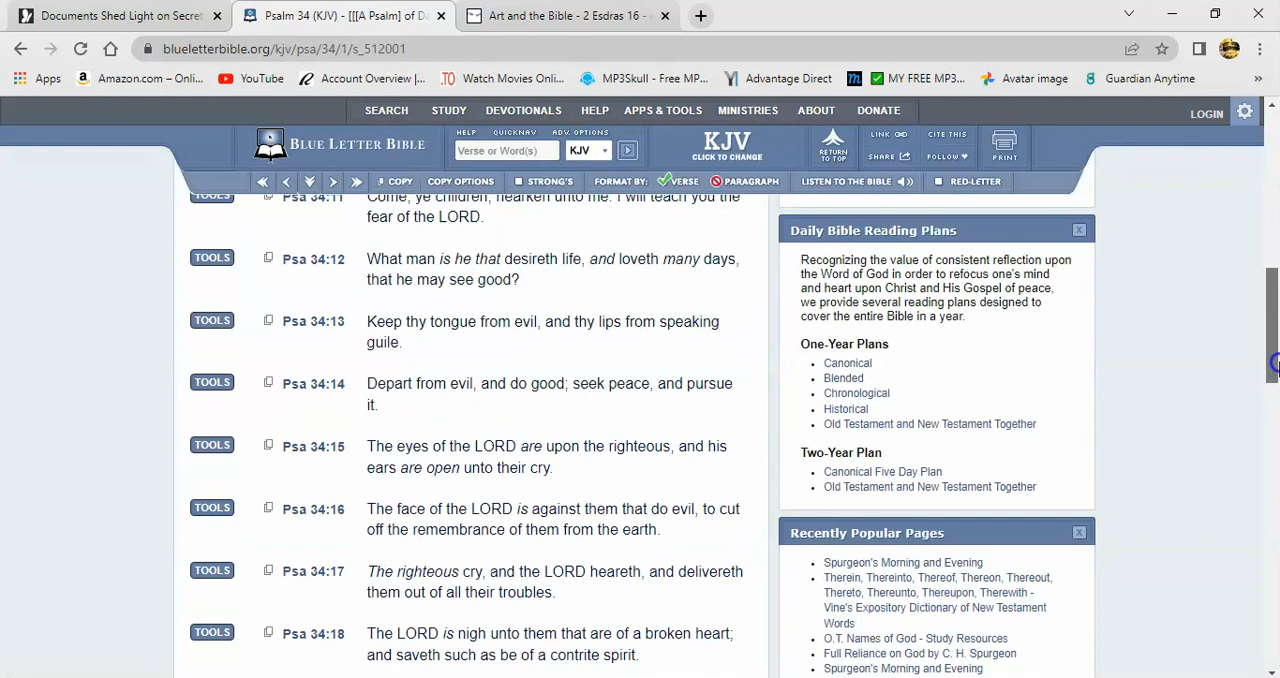 Documents Shed Light on Secret
Psalm 34 (KJV) - [[[A Psalm] of D
Art and the Bible - 2 Esdras 16 -
blueletterbible.org/kjv/psa/34/1/s_512001
Apps
Amazon.com – Onli...
YouTube
Account Overview |...
TO Watch Movies Onl...
MP3Skull - Free MP...
Advantage Direct
MY FREE MP3...
Avatar image
Guardian Anytime
»
SEARCH STUDY DEVOTIONALS HELP APPS & TOOLS MINISTRIES ABOUT DONATE
LOGIN
BLUE LETTER BIBLE
HELP QUICKNAV ADV. OPTIONS
Verse or Word(s) KJV
KJV
CLICK TO CHANGE
RETURN
TO TOP
LINK CITE THIS
SHARE FOLLOW
PRINT
COPY COPY OPTIONS STRONG'S FORMAT BY: VERSE PARAGRAPH LISTEN TO THE BIBLE RED-LETTER
TOOLS Psa 34:11 Come, ye children, hearken unto me: I will teach you the
fear of the LORD.
TOOLS Psa 34:12 What man is he that desireth life, and loveth many days,
that he may see good?
TOOLS Psa 34:13 Keep thy tongue from evil, and thy lips from speaking
guile.
TOOLS Psa 34:14 Depart from evil, and do good; seek peace, and pursue
it.
TOOLS Psa 34:15 The eyes of the LORD are upon the righteous, and his
ears are open unto their cry.
TOOLS Psa 34:16 The face of the LORD is against them that do evil, to cut
off the remembrance of them from the earth.
TOOLS Psa 34:17 The righteous cry, and the LORD heareth, and delivereth
them out of all their troubles.
TOOLS Psa 34:18 The LORD is nigh unto them that are of a broken heart;
and saveth such as be of a contrite spirit.
Daily Bible Reading Plans
Recognizing the value of consistent reflection upon
the Word of God in order to refocus one's mind
and heart upon Christ and His Gospel of peace,
we provide several reading plans designed to
cover the entire Bible in a year.
One-Year Plans
Canonical
Blended
Chronological
Historical
Old Testament and New Testament Together
Two-Year Plan
Canonical Five Day Plan
Old Testament and New Testament Together
Recently Popular Pages
Spurgeon's Morning and Evening
Therein, Thereinto, Thereof, Thereon, Thereout,
Thereto, Thereunto, Thereupon, Therewith -
Vine's Expository Dictionary of New Testament
Words
O.T. Names of God - Study Resources
Full Reliance on God by C. H. Spurgeon
Spurgeon's Morning and Evening